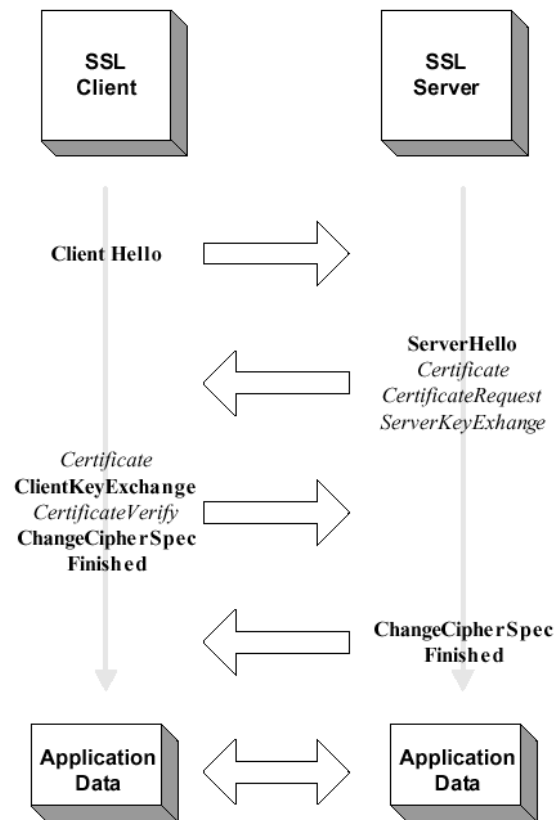 SSL
Client
SSL
Server
Client Hello
ServerHello
Certificate
CertificateRequest
ServerKeyExhange
Certificate
ClientKeyExchange
CertificateVerify
ChangeCipherSpec
Finished
ChangeCipherSpec
Finished
Application
Data
Application
Data